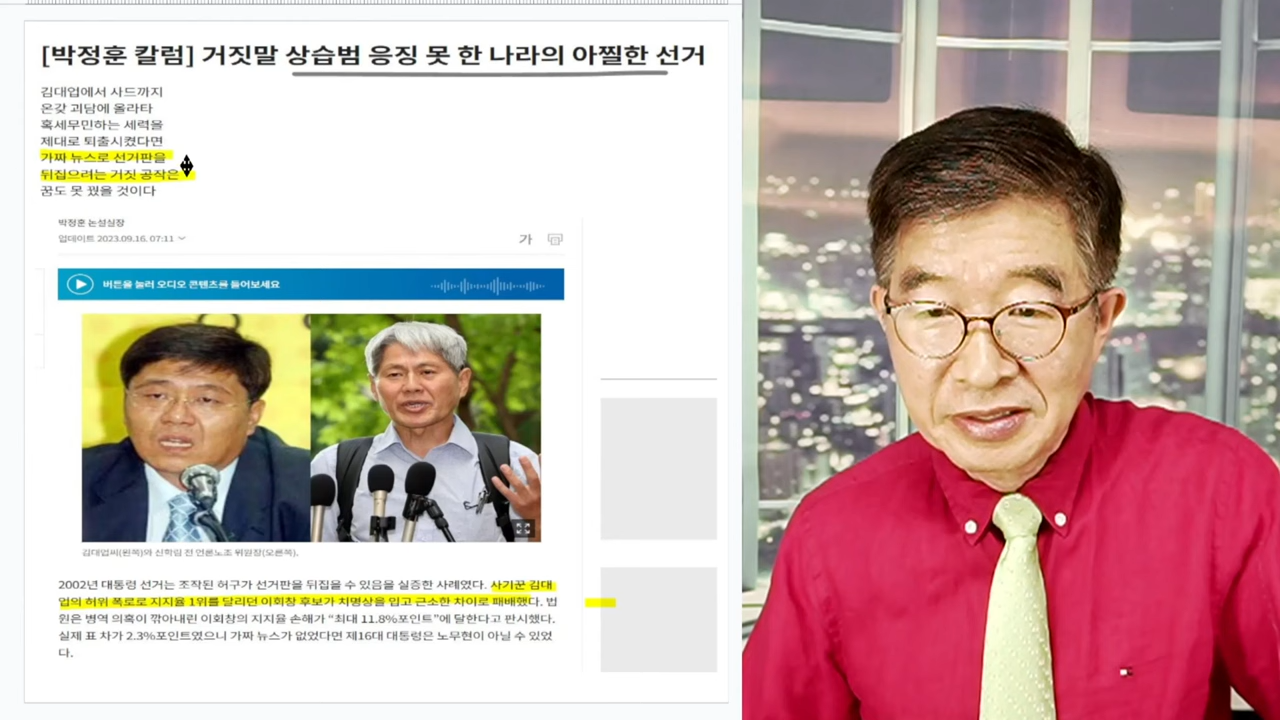 [박정훈 칼럼] 거짓말 상습범 응징 못 한 나라의 아찔한 선거
김대업에서 사드까지
온갖 괴담에 올라타
혹세무민하는 세력을
제대로 퇴출시켰다면
가짜 뉴스로 선거판을
뒤집으려는 거짓 공작은
꿈도 못 꿨을 것이다
박정훈 논설실장
업데이트 2023.09.16. 07:11
가
버튼을 눌러 오디오 콘텐츠를 들어보세요
김대업씨(왼쪽)와 신학림 전 언론노조 위원장(오른쪽).
2002년 대통령 선거는 조작된 허구가 선거판을 뒤집을 수 있음을 실증한 사례였다. 사기꾼 김대
업의 허위 폭로로 지지율 1위를 달리던 이회창 후보가 치명상을 입고 근소한 차이로 패배했다. 법
원은 병역 의혹이 깎아내린 이회창의 지지율 손해가 “최대 11.8%포인트”에 달한다고 판시했다.
실제 표 차가 2.3%포인트였으니 가짜 뉴스가 없었다면 제16대 대통령은 노무현이 아닐 수 있었
다.